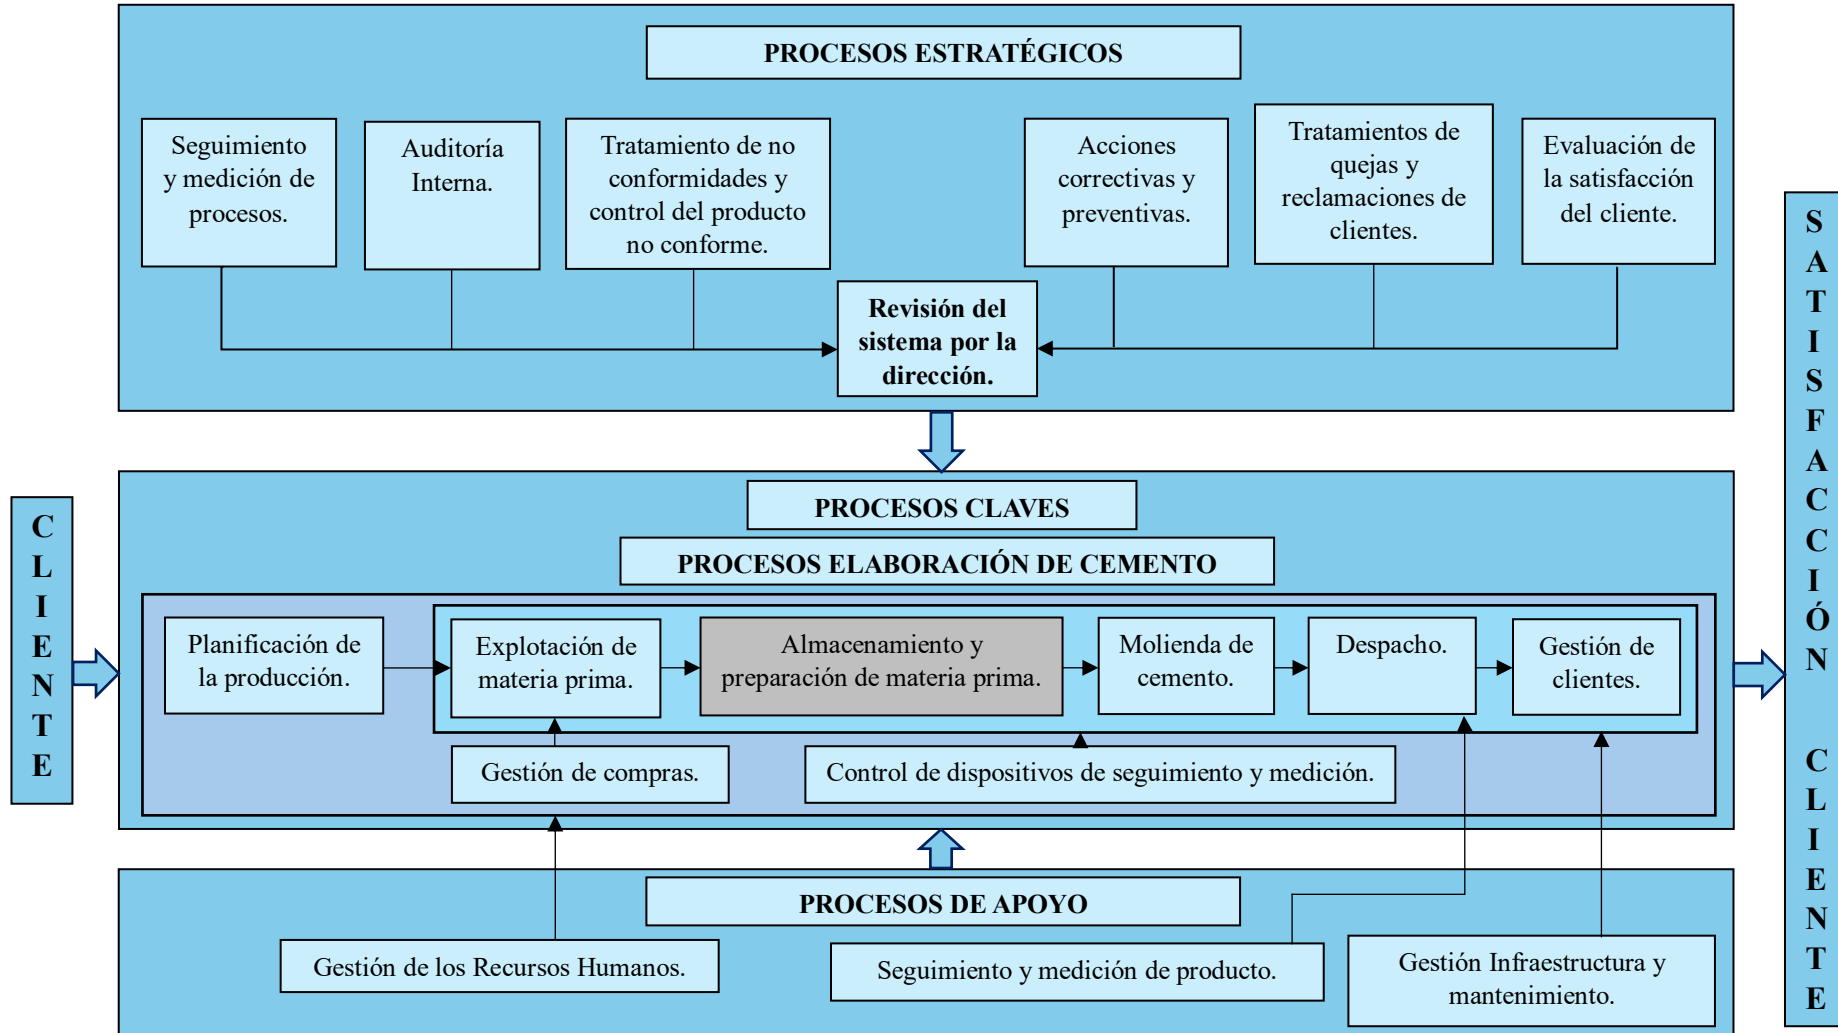 PROCESOS ESTRATÉGICOS
Seguimiento
y medición de
procesos.
Auditoría
Interna.
Tratamiento de no
conformidades y
control del producto
no conforme.
Acciones
correctivas y
preventivas.
Tratamientos de
quejas y
reclamaciones de
clientes.
Evaluación de
la satisfacción
del cliente.
Revisión del
sistema por la
dirección.
CLIENTE
PROCESOS CLAVES
PROCESOS ELABORACIÓN DE CEMENTO
Planificación de
la producción.
Explotación de
materia prima.
Almacenamiento y
preparación de materia prima.
Molienda de
cemento.
Despacho.
Gestión de
clientes.
Gestión de compras.
Control de dispositivos de seguimiento y medición.
PROCESOS DE APOYO
Gestión de los Recursos Humanos.
Seguimiento y medición de producto.
Gestión Infraestructura y
mantenimiento.
SATISFACCIÓN CLIENTE